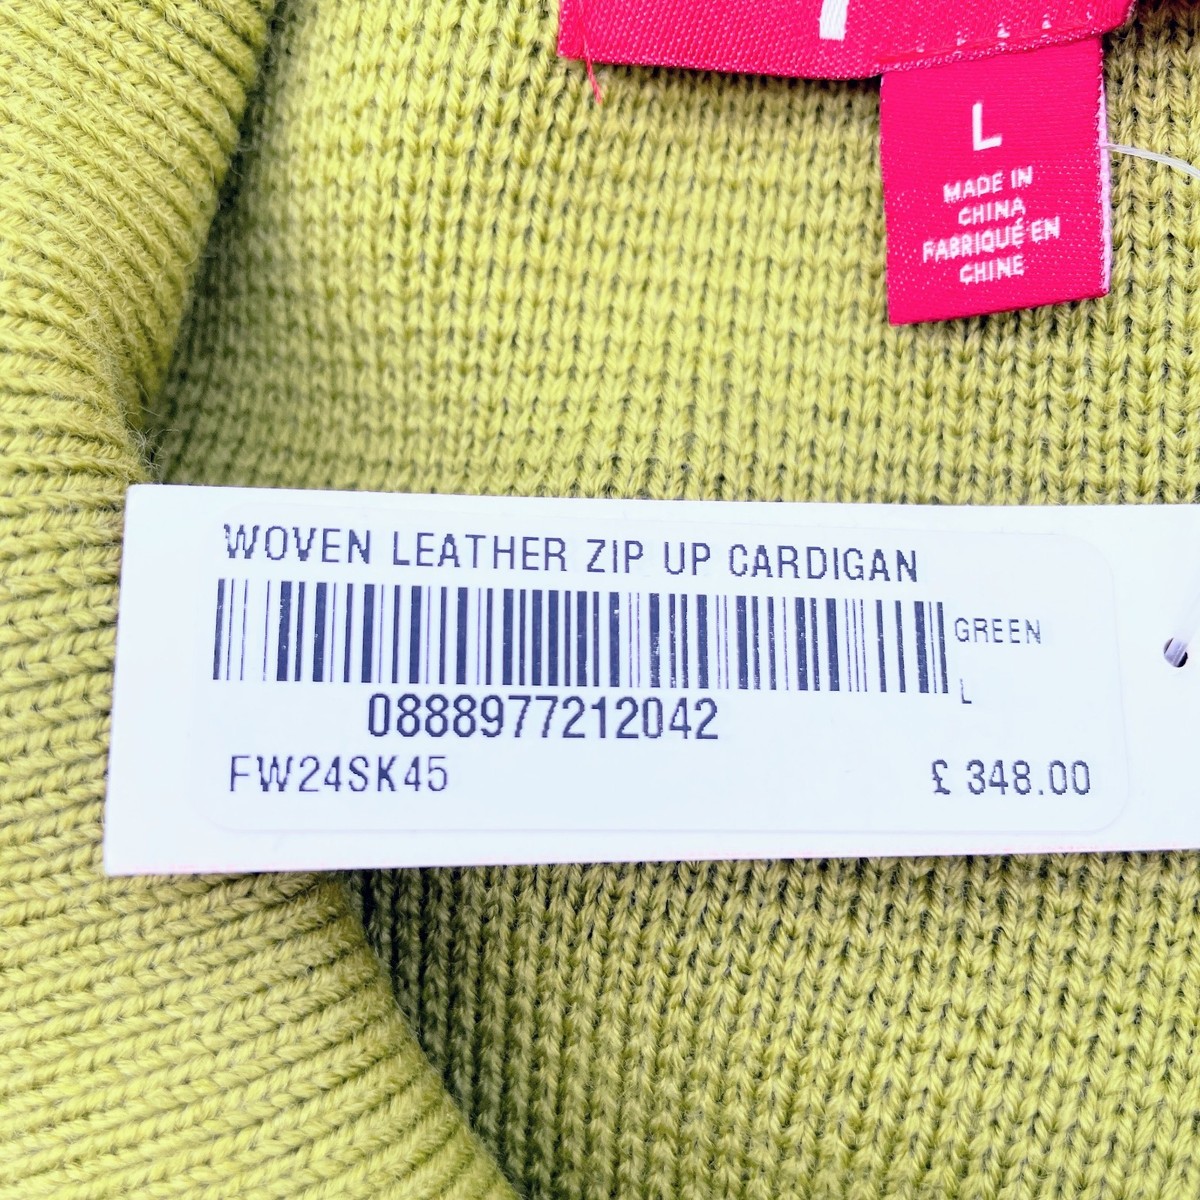 L
MADE IN
CHINA
FABRIQUÉ EN
CHINE
WOVEN LEATHER ZIP UP CARDIGAN
GREEN
L
0888977212042
FW24SK45 £ 348.00